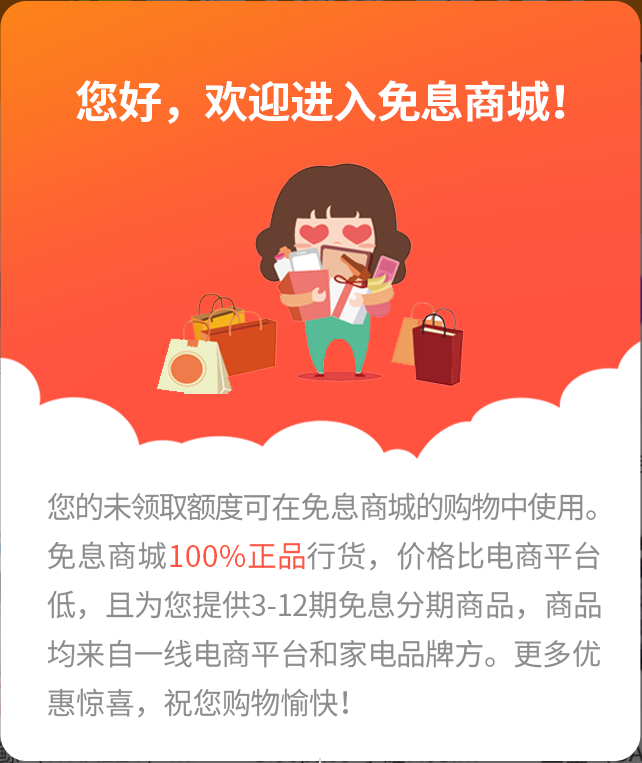 您好，欢迎进入免息商城！
您的未领取额度可在免息商城的购物中使用。
免息商城100%正品行货，价格比电商平台
低，且为您提供3-12期免息分期商品，商品
均来自一线电商平台和家电品牌方。更多优
惠惊喜，祝您购物愉快！